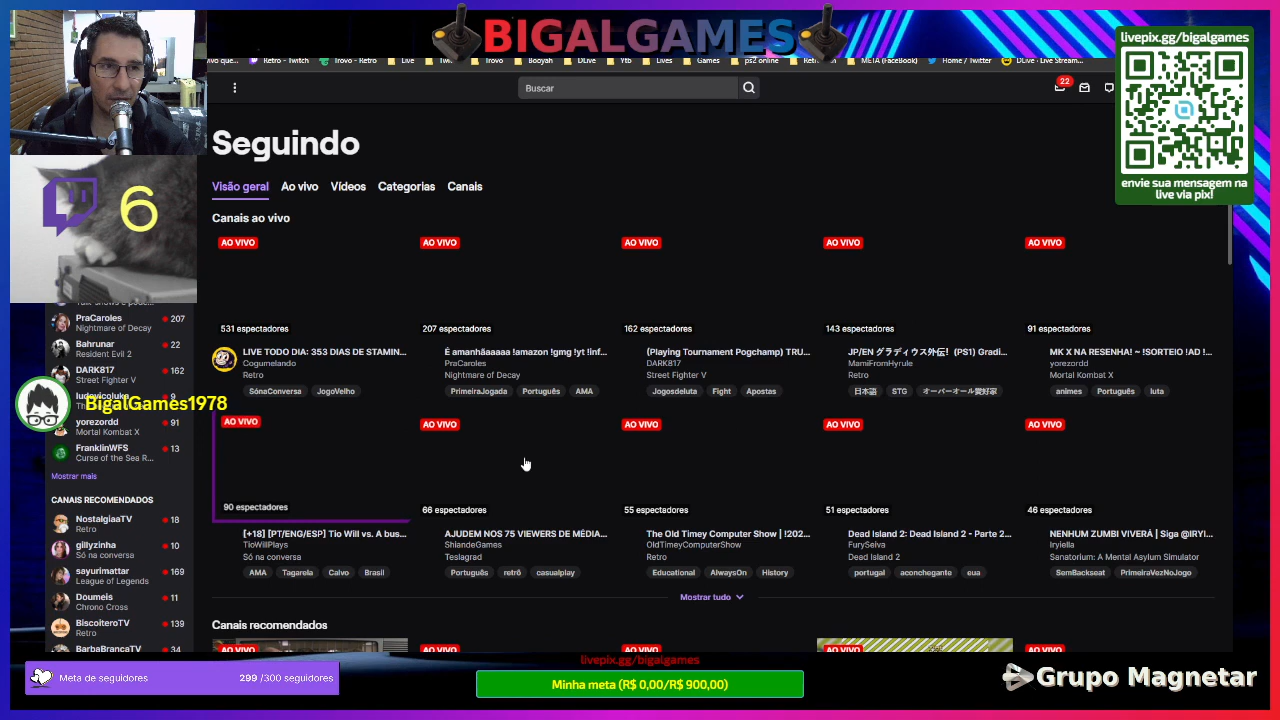 BIGALGAMES
livepix.gg/bigalgames
envie sua mensagem na
live via pix!
Retro - Twitch
Trovo - Retro
Live
Trovo
Booyah
DLive
Ytb
Lives
Games
ps2 online
META (FaceBook)
Home / Twitter
DLive · Live Stream...
Buscar
22
6
Seguindo
Visão geral Ao vivo Vídeos Categorias Canais
Canais ao vivo
AO VIVO AO VIVO AO VIVO AO VIVO AO VIVO
531 espectadores 207 espectadores 162 espectadores 143 espectadores 91 espectadores
LIVE TODO DIA: 353 DIAS DE STAMIN...
Cogumelando
Retro
SónaConversa JogoVelho
É amanhãaaaaa !amazon !gmg !yt !inf...
PraCaroles
Nightmare of Decay
PrimeiraJogada Português AMA
(Playing Tournament Pogchamp) TRU...
DARK817
Street Fighter V
Jogosdeluta Fight Apostas
JP/EN グラディウス外伝! (PS1) Gradi...
MamiFromHyrule
Retro
日本語 STG オーバーオール愛好家
MK X NA RESENHA! ~ !SORTEIO !AD !...
yorezordd
Mortal Kombat X
animes Português luta
AO VIVO AO VIVO AO VIVO AO VIVO AO VIVO
90 espectadores 66 espectadores 55 espectadores 51 espectadores 46 espectadores
[+18] [PT/ENG/ESP] Tio Will vs. A bus...
TioWillPlays
Só na conversa
AMA Tagarela Calvo Brasil
AJUDEM NOS 75 VIEWERS DE MÉDIA...
ShiandeGames
Teslagrad
Português retrô casualplay
The Old Timey Computer Show | !202...
OldTimeyComputerShow
Retro
Educational AlwaysOn History
Dead Island 2: Dead Island 2 - Parte 2...
FurySelva
Dead Island 2
portugal aconchegante eua
NENHUM ZUMBI VIVERÁ | Siga @IRYI...
Iryiella
Sanatorium: A Mental Asylum Simulator
SemBackseat PrimeiraVezNoJogo
Mostrar tudo
Canais recomendados
AO VIVO AO VIVO AO VIVO AO VIVO AO VIVO
PraCaroles 207
Nightmare of Decay
Bahrunar 22
Resident Evil 2
DARK817 162
Street Fighter V
ludovicoluke 9
BigalGames1978
yorezordd 91
Mortal Kombat X
FranklinWFS 13
Curse of the Sea R...
Mostrar mais
CANAIS RECOMENDADOS
NostalgiaaTV 18
Retro
gillyzinha 10
Só na conversa
sayurimattar 169
League of Legends
Doumeis 11
Chrono Cross
BiscoiteroTV 139
Retro
BarbaBrancaTV 34
Meta de seguidores 299 /300 seguidores
livepix.gg/bigalgames
Minha meta (R$ 0,00/R$ 900,00)
Grupo Magnetar